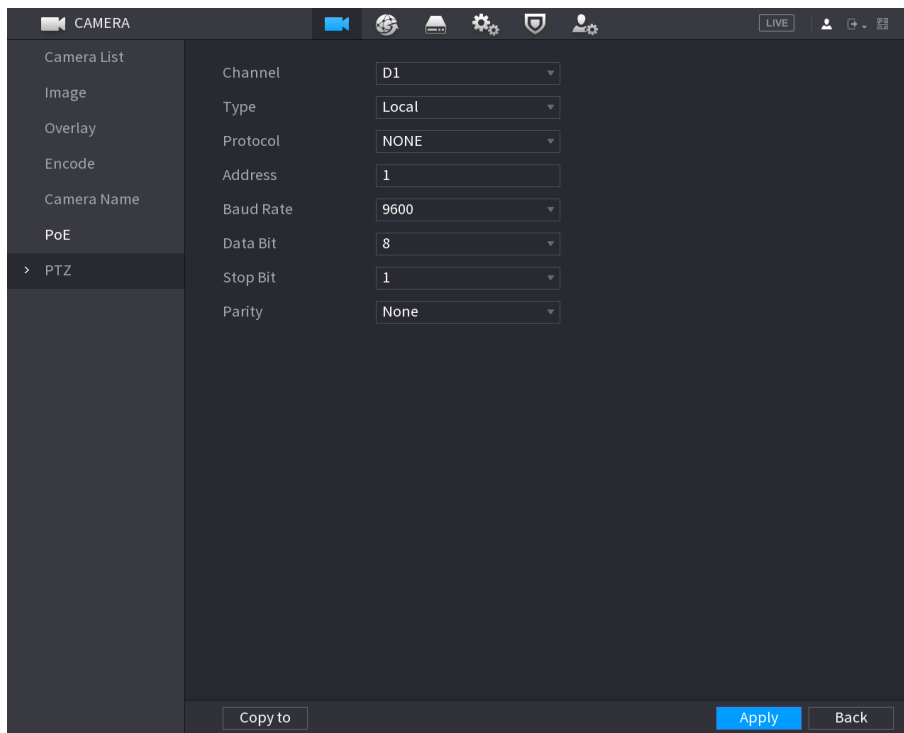 CAMERA
LIVE
Camera List
Image
Overlay
Encode
Camera Name
PoE
PTZ
Channel D1
Type Local
Protocol NONE
Address 1
Baud Rate 9600
Data Bit 8
Stop Bit 1
Parity None
Copy to
Apply
Back